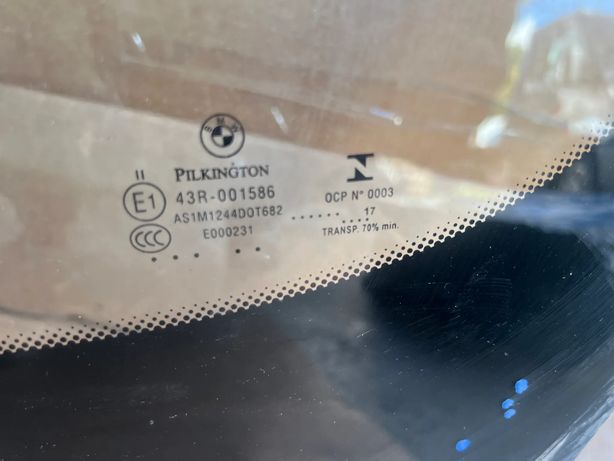 BMW
II
PILKINGTON
E1
43R-001586
AS1M1244DOT682
CCC
E000231
OCP N° 0003
...... 17 ....
TRANSP. 70% min.